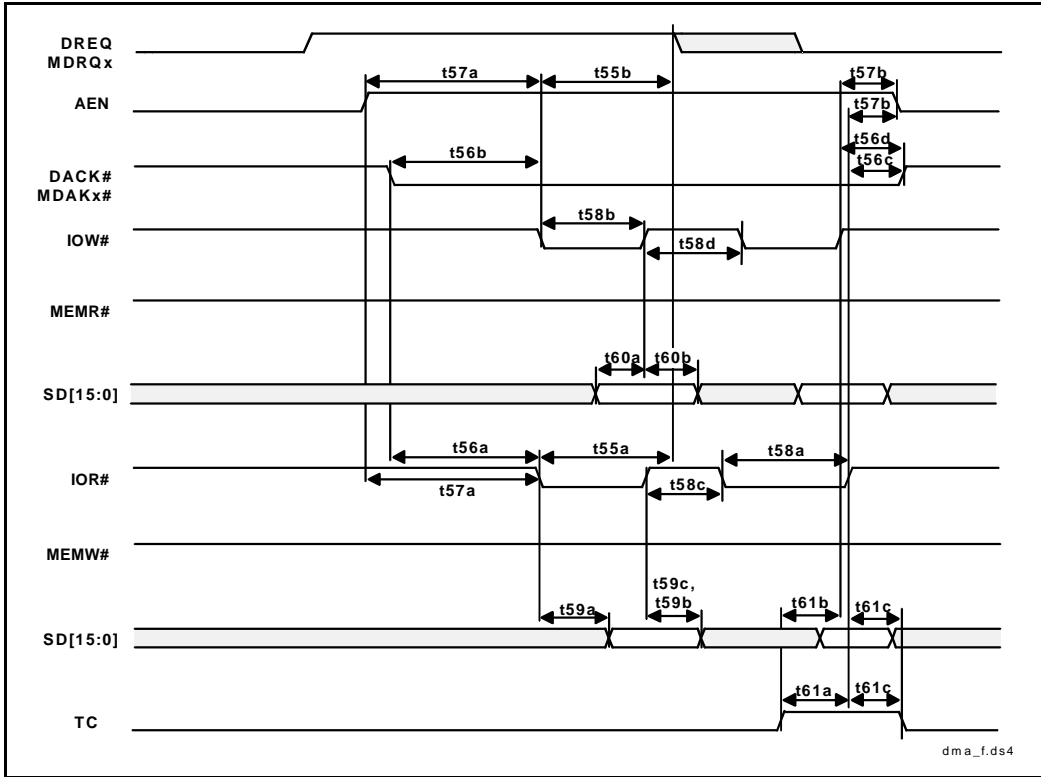 DREQ
MDRQx
t57a
t55b
t57b
AEN
t57b
t56d
t56b
t56c
DACK#
MDAKx#
t58b
IOW#
t58d
MEMR#
t60a
t60b
SD[15:0]
t56a
t55a
t58a
IOR#
t57a
t58c
MEMW#
t59c,
t59a
t59b
t61b
t61c
SD[15:0]
t61a
t61c
TC
dma_f.ds4